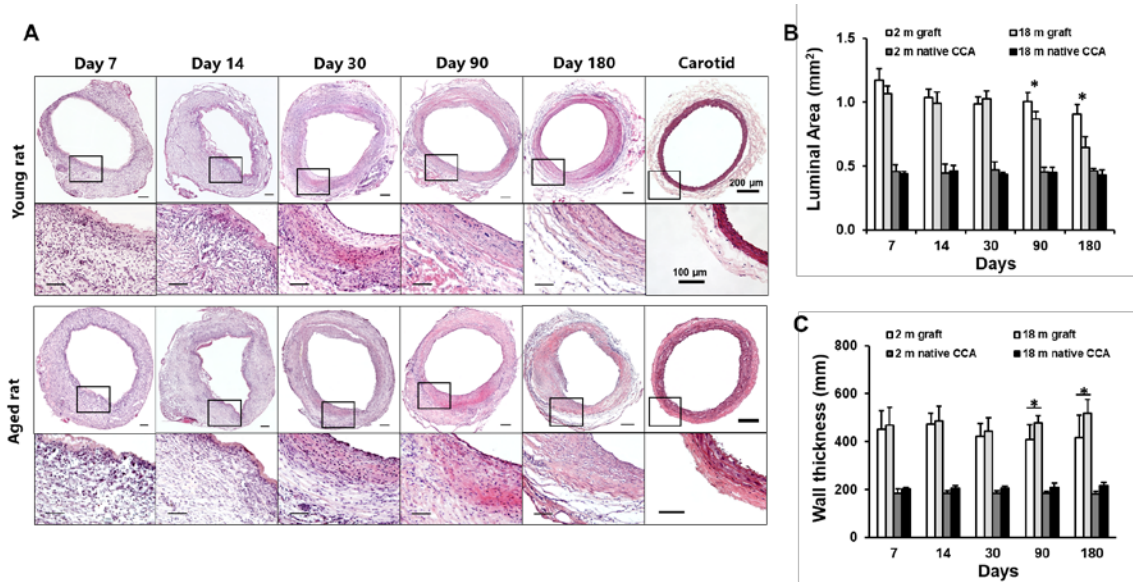 A
Day 7 Day 14 Day 30 Day 90 Day 180 Carotid
Young rat
200 μm
100 μm
Aged rat
B
2 m graft 18 m graft
2 m native CCA 18 m native CCA
Luminal Area (mm²)
1.5
1.0
0.5
0.0
* *
7 14 30 90 180
Days
C
2 m graft 18 m graft
2 m native CCA 18 m native CCA
Wall thickness (mm)
800
600
400
200
0
* *
7 14 30 90 180
Days